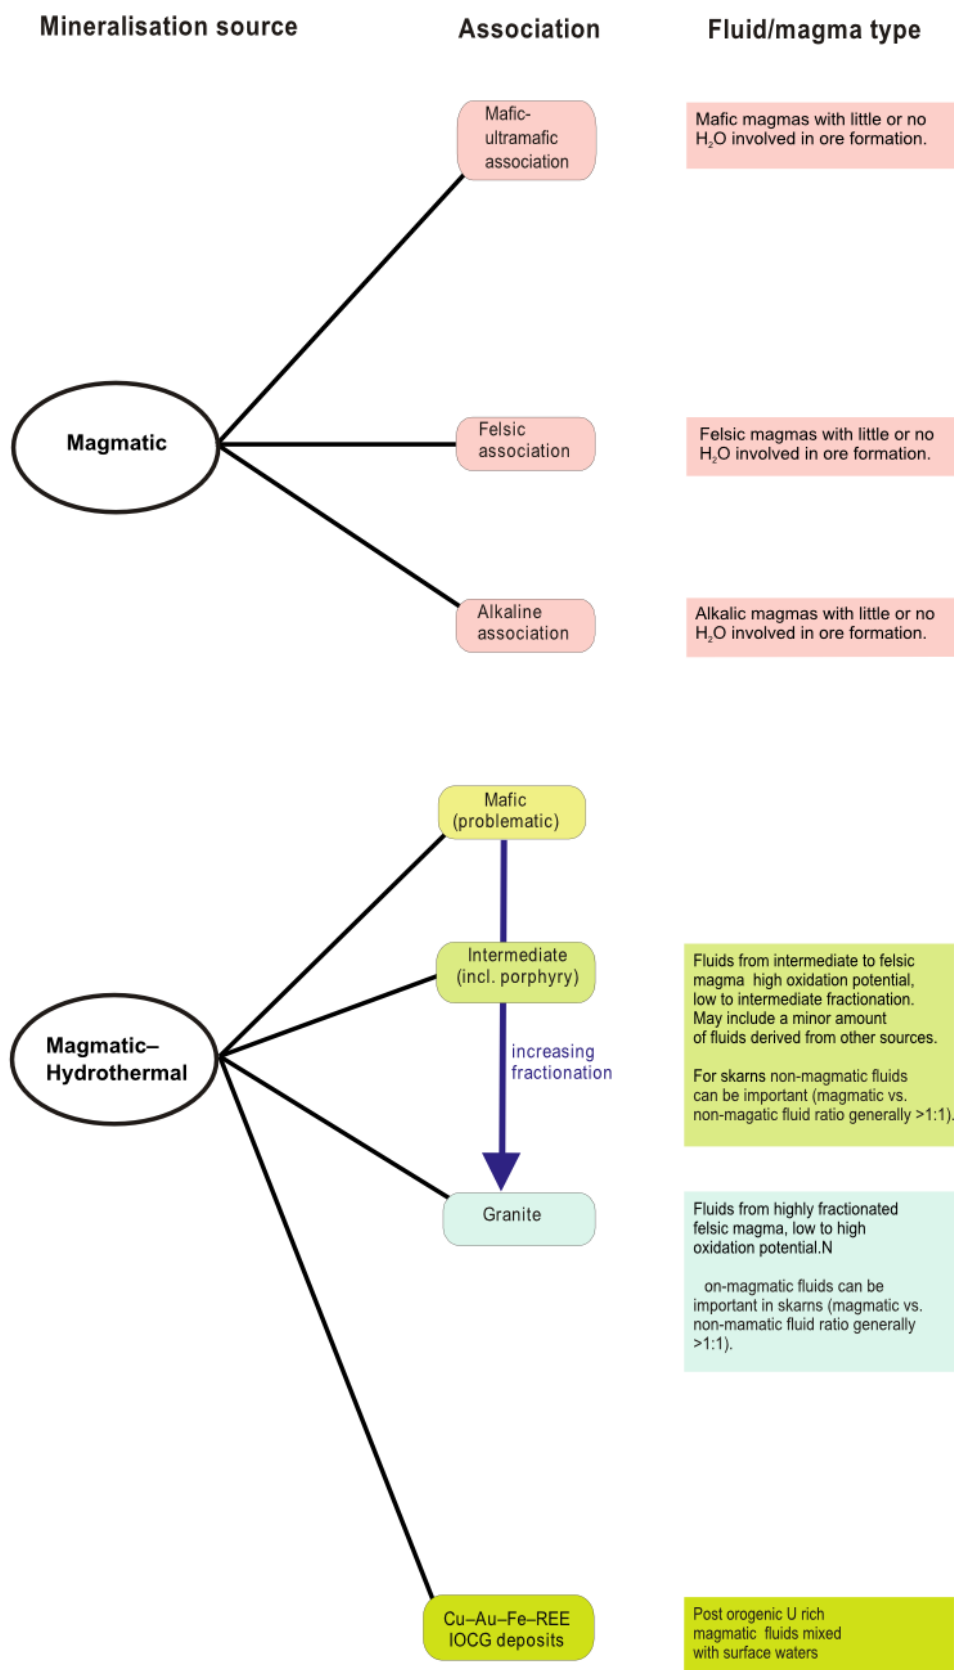 Mineralisation source
Association
Fluid/magma type
Mafic-
ultramafic
association
Mafic magmas with little or no
H₂O involved in ore formation.
Magmatic
Felsic
association
Felsic magmas with little or no
H₂O involved in ore formation.
Alkaline
association
Alkalic magmas with little or no
H₂O involved in ore formation.
Mafic
(problematic)
Intermediate
(incl. porphyry)
Fluids from intermediate to felsic
magma high oxidation potential,
low to intermediate fractionation.
May include a minor amount
of fluids derived from other sources.
For skarns non-magmatic fluids
can be important (magmatic vs.
non-magatic fluid ratio generally >1:1).
Magmatic–
Hydrothermal
increasing
fractionation
Granite
Fluids from highly fractionated
felsic magma, low to high
oxidation potential.N
on-magmatic fluids can be
important in skarns (magmatic vs.
non-mamatic fluid ratio generally
>1:1).
Cu–Au–Fe–REE
IOCG deposits
Post orogenic U rich
magmatic fluids mixed
with surface waters